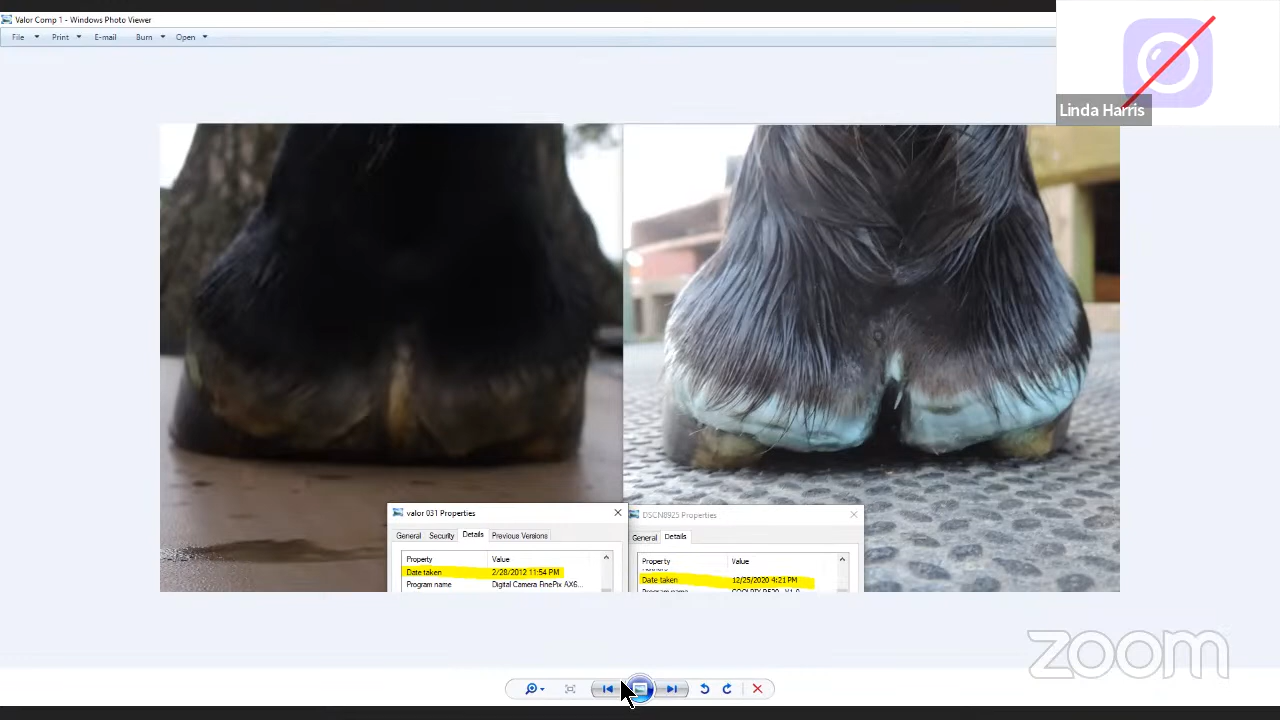 Valor Comp 1 - Windows Photo Viewer
File Print E-mail Burn Open
Linda Harris
valor 031 Properties
General Security Details Previous Versions
Property Value
Date taken 2/28/2012 11:54 PM
Program name Digital Camera FinePix AX6...
DSCN8925 Properties
General Details
Property Value
Date taken 12/25/2020 4:21 PM
zoom